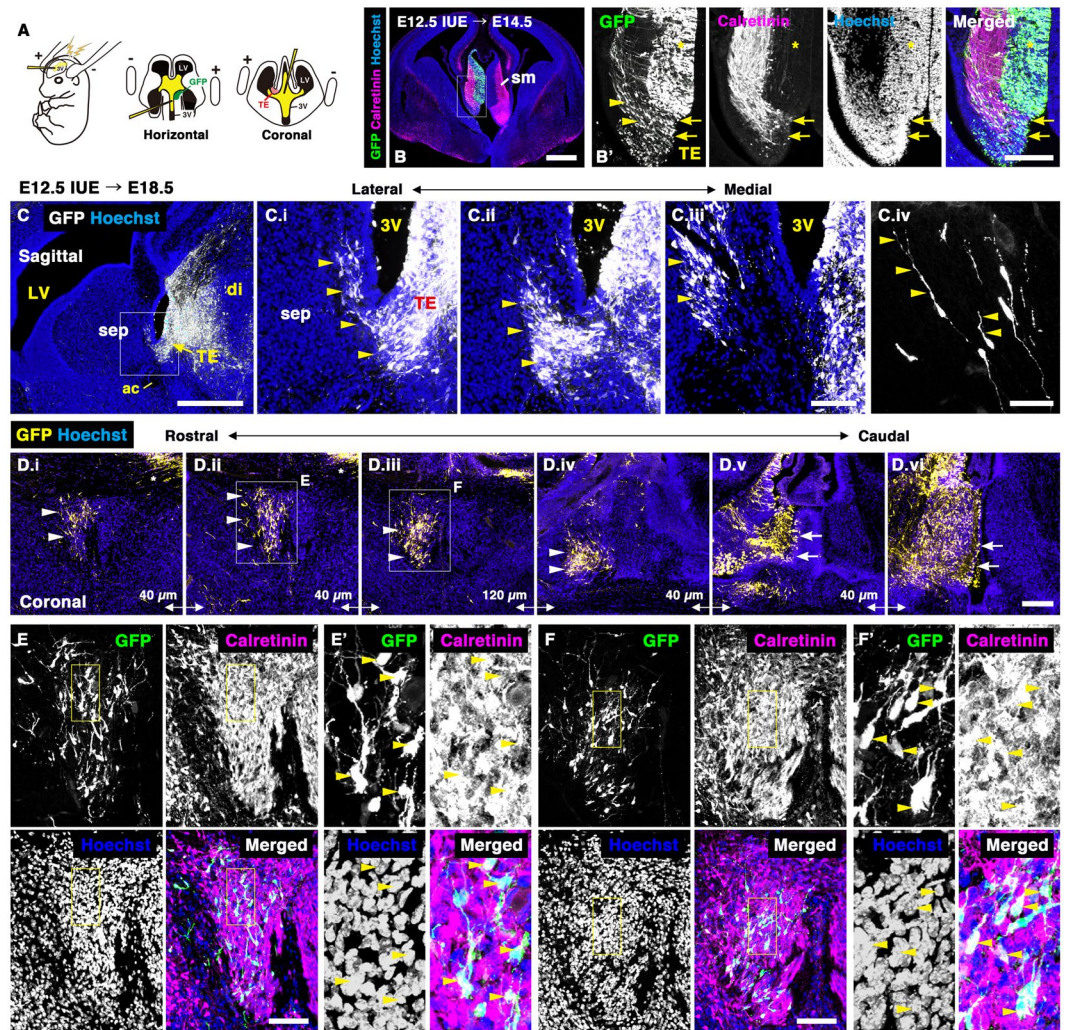 A
+
-
3V
-
LV
GFP
+
TE
3V
Horizontal
+
LV
-
TE
3V
Coronal
GFP Calretinin Hoechst
E12.5 IUE → E14.5
sm
B
GFP
Calretinin
Hoechst
Merged
*
*
*
*
B'
TE
E12.5 IUE → E18.5
Lateral
Medial
C
GFP Hoechst
Sagittal
LV
di
sep
TE
ac
C.i
3V
sep
TE
C.ii
3V
C.iii
3V
C.iv
GFP Hoechst
Rostral
Caudal
D.i
*
Coronal
40 µm
D.ii
E
*
40 µm
D.iii
F
*
120 µm
D.iv
40 µm
D.v
40 µm
D.vi
E
GFP
Calretinin
E'
GFP
Calretinin
F
GFP
Calretinin
F'
GFP
Calretinin
Hoechst
Merged
Hoechst
Merged
Hoechst
Merged
Hoechst
Merged